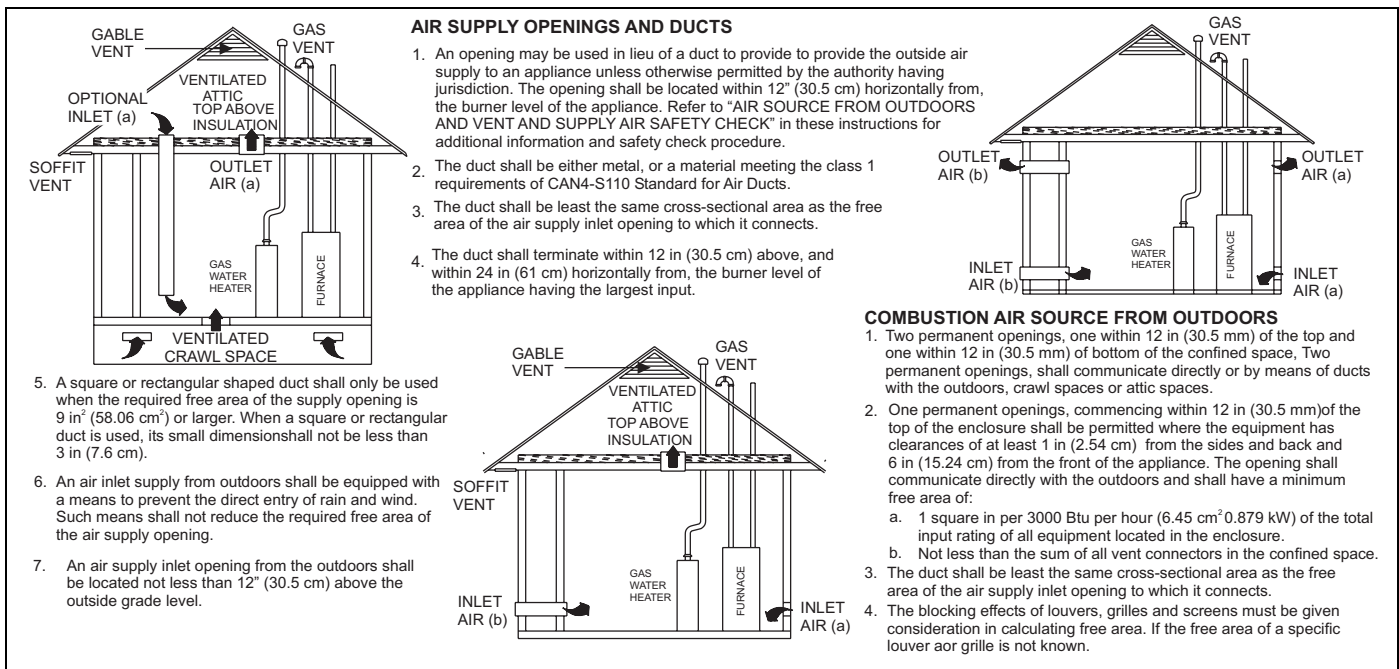 GABLE
VENT
GAS
VENT
VENTILATED
ATTIC
TOP ABOVE
INSULATION
OPTIONAL
INLET (a)
SOFFIT
VENT
OUTLET
AIR (a)
GAS
WATER
HEATER
FURNACE
VENTILATED
CRAWL SPACE
AIR SUPPLY OPENINGS AND DUCTS
1. An opening may be used in lieu of a duct to provide to provide the outside air
supply to an appliance unless otherwise permitted by the authority having
jurisdiction. The opening shall be located within 12" (30.5 cm) horizontally from,
the burner level of the appliance. Refer to “AIR SOURCE FROM OUTDOORS
AND VENT AND SUPPLY AIR SAFETY CHECK” in these instructions for
additional information and safety check procedure.
2. The duct shall be either metal, or a material meeting the class 1
requirements of CAN4-S110 Standard for Air Ducts.
3. The duct shall be least the same cross-sectional area as the free
area of the air supply inlet opening to which it connects.
4. The duct shall terminate within 12 in (30.5 cm) above, and
within 24 in (61 cm) horizontally from, the burner level of
the appliance having the largest input.
5. A square or rectangular shaped duct shall only be used
when the required free area of the supply opening is
9 in² (58.06 cm²) or larger. When a square or rectangular
duct is used, its small dimensionshall not be less than
3 in (7.6 cm).
6. An air inlet supply from outdoors shall be equipped with
a means to prevent the direct entry of rain and wind.
Such means shall not reduce the required free area of
the air supply opening.
7. An air supply inlet opening from the outdoors shall
be located not less than 12" (30.5 cm) above the
outside grade level.
GABLE
VENT
GAS
VENT
VENTILATED
ATTIC
TOP ABOVE
INSULATION
SOFFIT
VENT
GAS
WATER
HEATER
FURNACE
INLET
AIR (b)
INLET
AIR (a)
GAS
VENT
OUTLET
AIR (b)
OUTLET
AIR (a)
GAS
WATER
HEATER
FURNACE
INLET
AIR (b)
INLET
AIR (a)
COMBUSTION AIR SOURCE FROM OUTDOORS
1. Two permanent openings, one within 12 in (30.5 mm) of the top and
one within 12 in (30.5 mm) of bottom of the confined space, Two
permanent openings, shall communicate directly or by means of ducts
with the outdoors, crawl spaces or attic spaces.
2. One permanent openings, commencing within 12 in (30.5 mm)of the
top of the enclosure shall be permitted where the equipment has
clearances of at least 1 in (2.54 cm) from the sides and back and
6 in (15.24 cm) from the front of the appliance. The opening shall
communicate directly with the outdoors and shall have a minimum
free area of:
a. 1 square in per 3000 Btu per hour (6.45 cm² 0.879 kW) of the total
input rating of all equipment located in the enclosure.
b. Not less than the sum of all vent connectors in the confined space.
3. The duct shall be least the same cross-sectional area as the free
area of the air supply inlet opening to which it connects.
4. The blocking effects of louvers, grilles and screens must be given
consideration in calculating free area. If the free area of a specific
louver aor grille is not known.